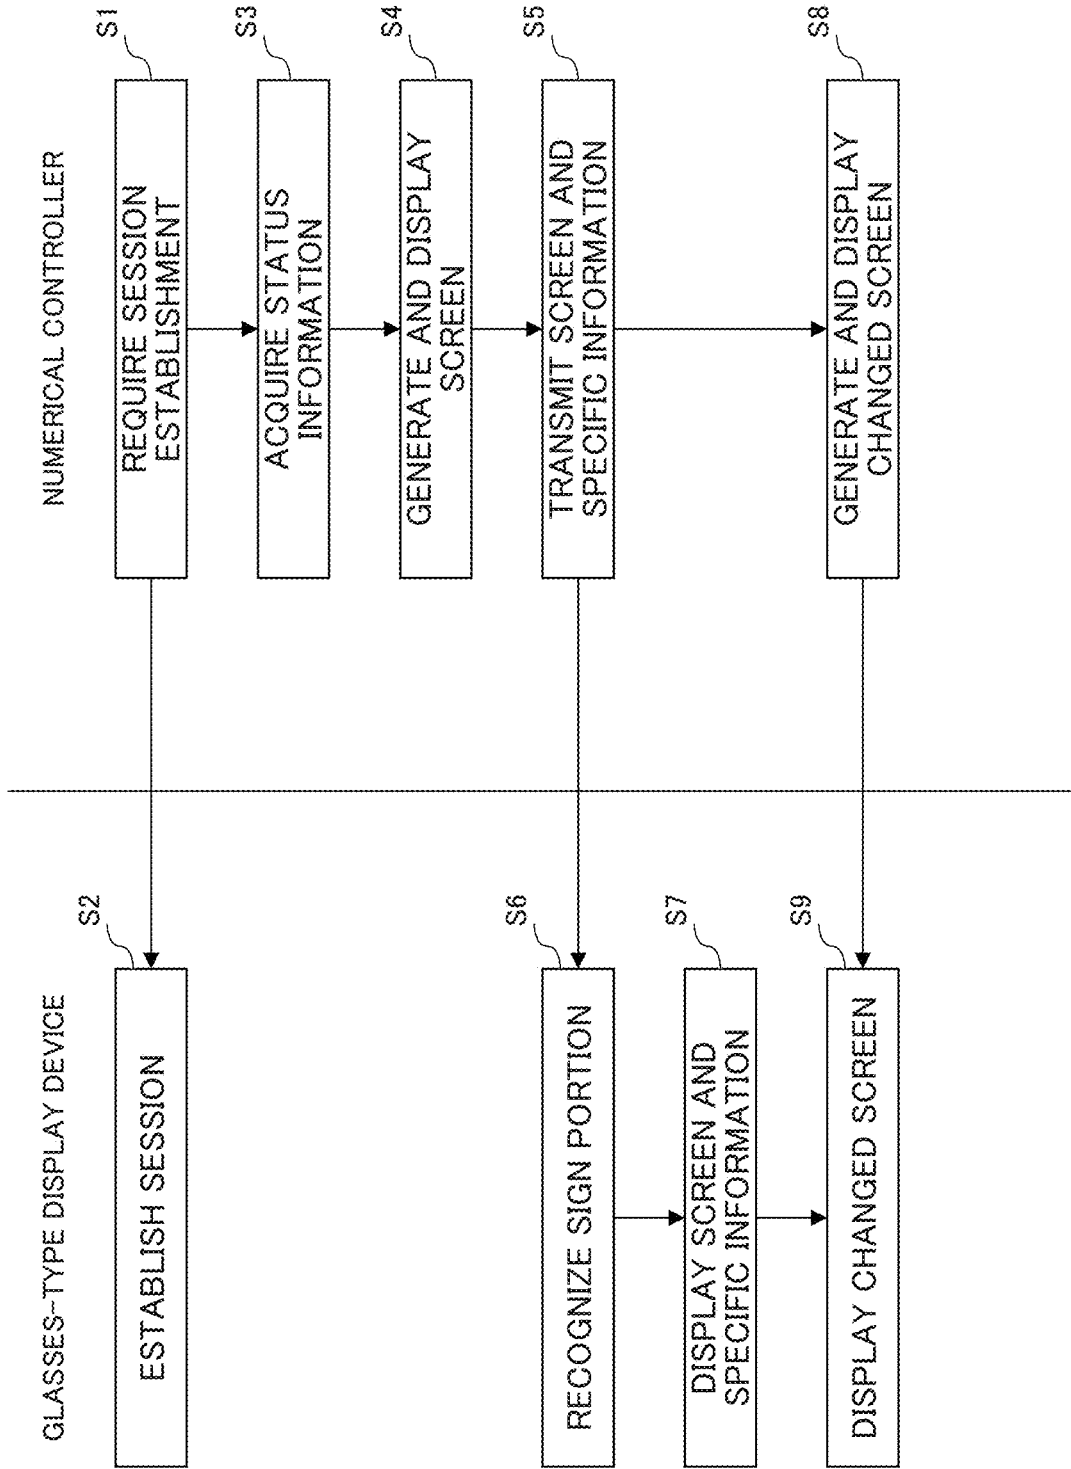 GLASSES-TYPE DISPLAY DEVICE
NUMERICAL CONTROLLER
S1
REQUIRE SESSION
ESTABLISHMENT
S2
ESTABLISH SESSION
S3
ACQUIRE STATUS
INFORMATION
S4
GENERATE AND DISPLAY
SCREEN
S5
TRANSMIT SCREEN AND
SPECIFIC INFORMATION
S6
RECOGNIZE SIGN PORTION
S7
DISPLAY SCREEN AND
SPECIFIC INFORMATION
S8
GENERATE AND DISPLAY
CHANGED SCREEN
S9
DISPLAY CHANGED SCREEN